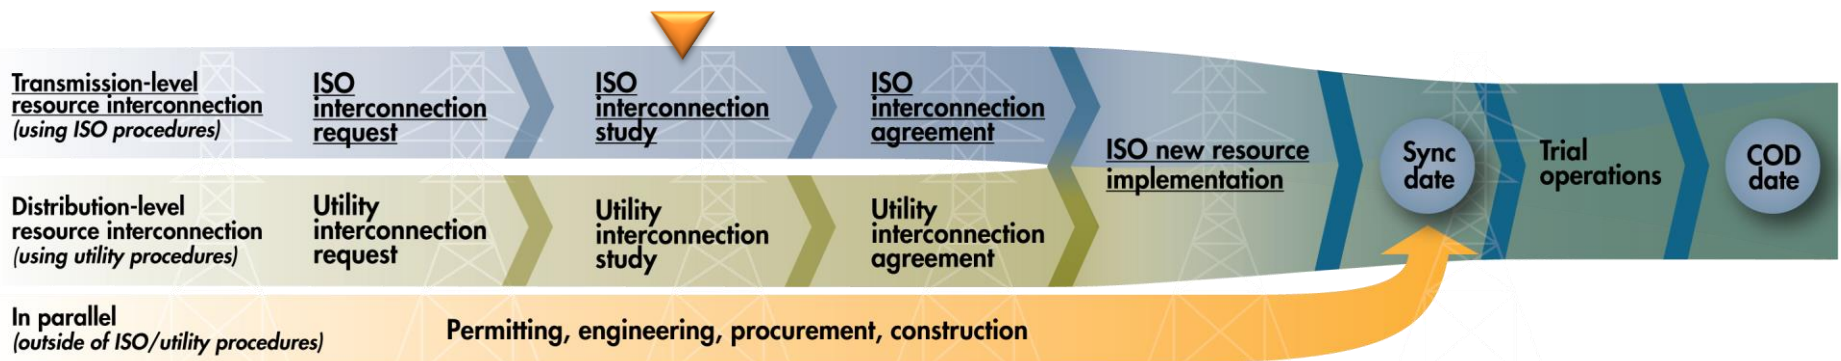 Transmission-level
resource interconnection
(using ISO procedures)
ISO
interconnection
request
ISO
interconnection
study
ISO
interconnection
agreement
Distribution-level
resource interconnection
(using utility procedures)
Utility
interconnection
request
Utility
interconnection
study
Utility
interconnection
agreement
ISO new resource
implementation
Sync
date
Trial
operations
COD
date
In parallel
(outside of ISO/utility procedures)
Permitting, engineering, procurement, construction